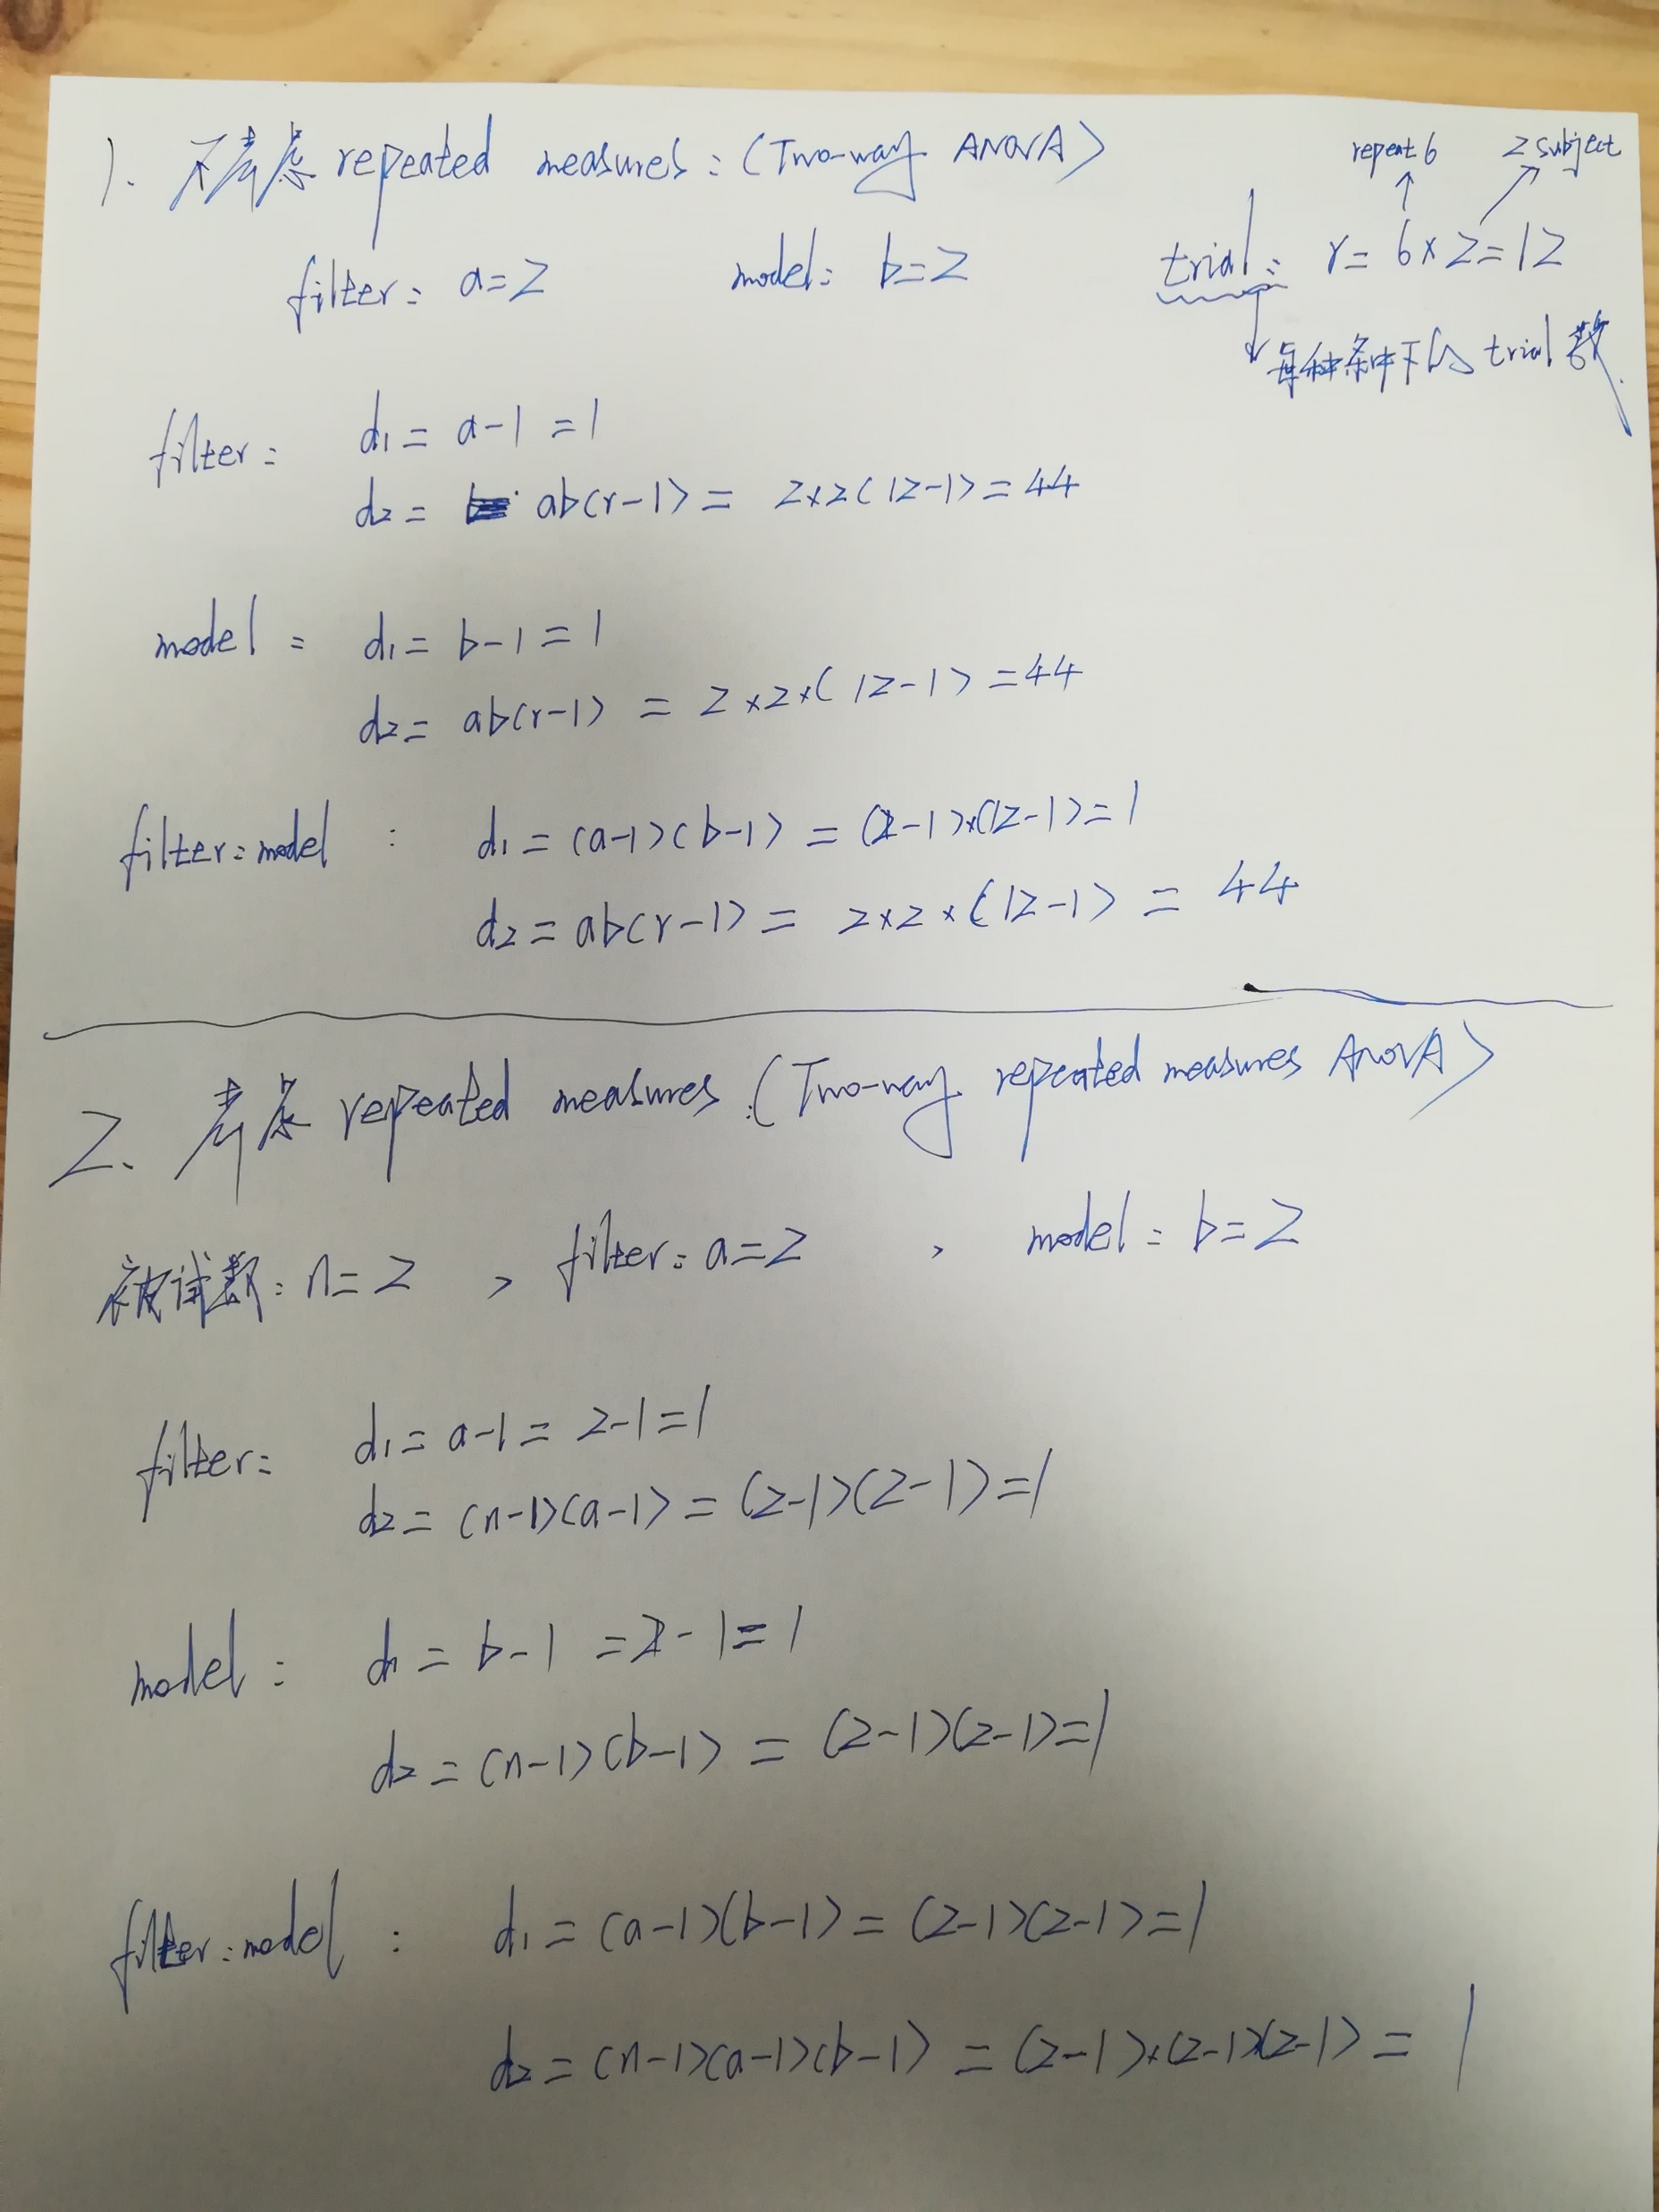 1. 不考虑 repeated measures: (Two-way ANOVA)
repeat 6 2 subject
filter: a=2 model: b=2 trial: r= 6×2=12
每种条件下的 trial 数
filter: d₁= a-1 =1
d₂= ab(r-1)= 2×2(12-1)=44
model: d₁= b-1=1
d₂= ab(r-1) = 2×2×(12-1)=44
filter:model : d₁=(a-1)(b-1) = (2-1)×(12-1)=1
d₂=ab(r-1)= 2×2×(12-1) = 44
2. 考虑 repeated measures.(Two-way repeated measures ANOVA)
被试数: n=2 , filter: a=2 , model: b=2
filter: d₁= a-1= 2-1=1
d₂= (n-1)(a-1)= (2-1)(2-1)=1
model: d₁ = b-1 =2-1=1
d₂=(n-1)(b-1) = (2-1)(2-1)=1
filter:model : d₁=(a-1)(b-1)=(2-1)(2-1)=1
d₂=(n-1)(a-1)(b-1) = (2-1)×(2-1)(2-1)= 1